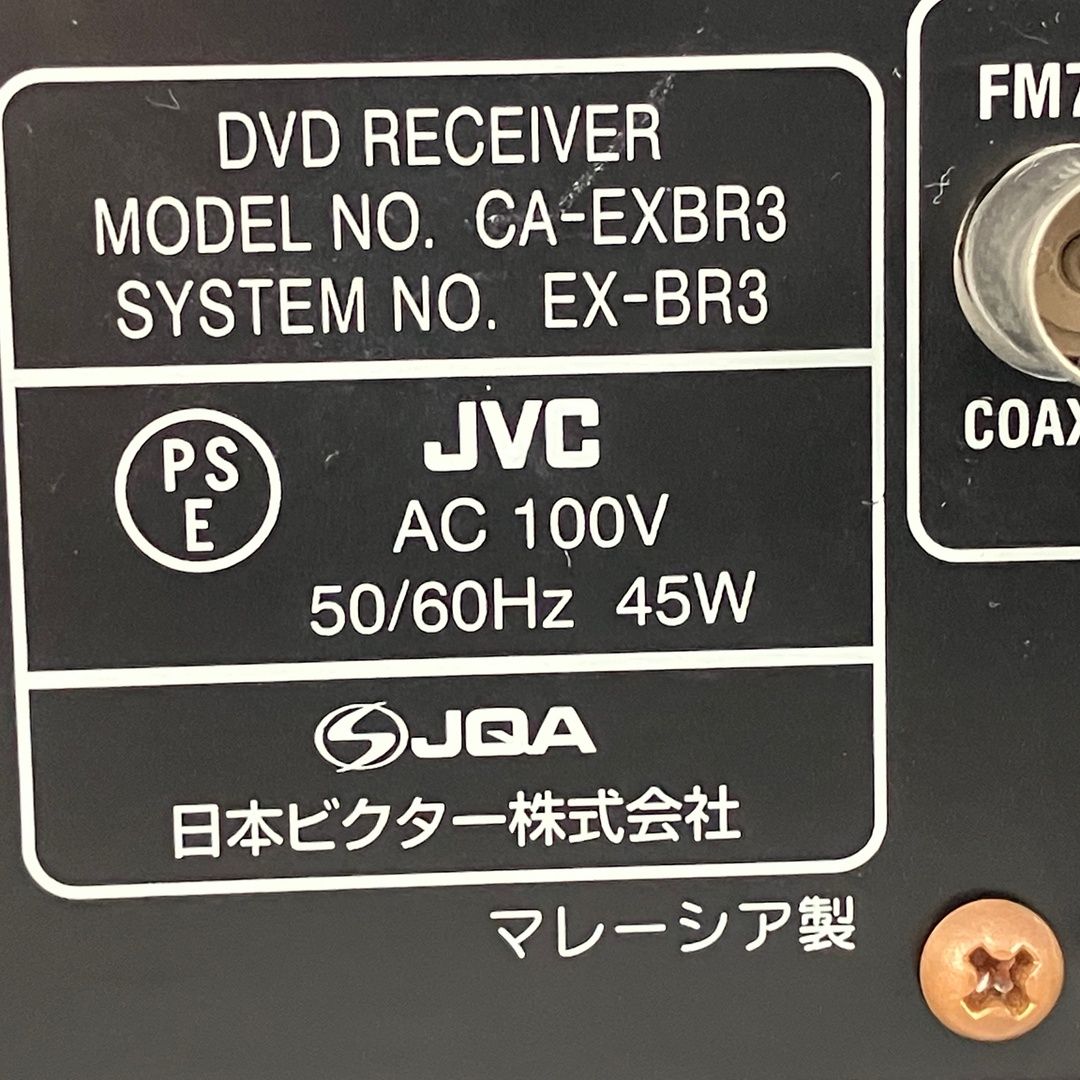 DVD RECEIVER
MODEL NO. CA-EXBR3
SYSTEM NO. EX-BR3
PS
E
JVC
AC 100V
50/60Hz 45W
JQA
日本ビクター株式会社
マレーシア製
FM7
COAX